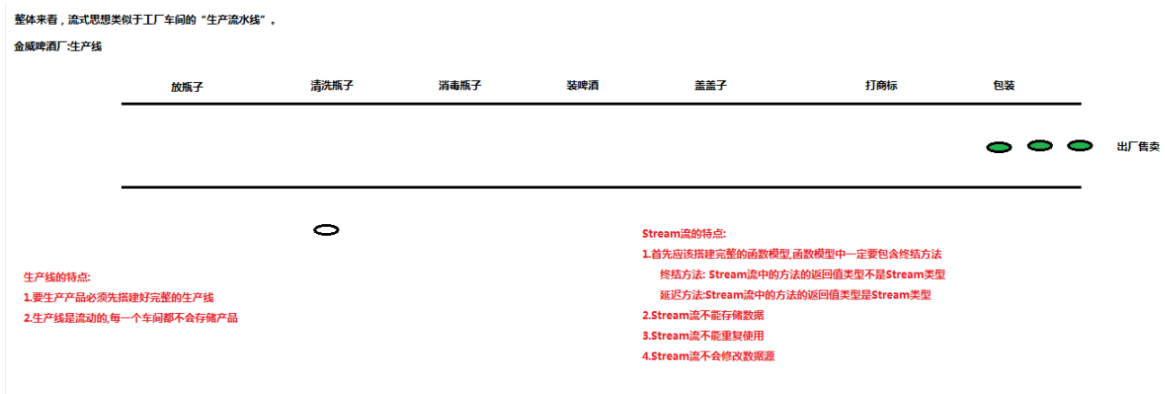 整体来看，流式思想类似于工厂车间的“生产流水线”。
金威啤酒厂:生产线
放瓶子 清洗瓶子 消毒瓶子 装啤酒 盖盖子 打商标 包装
出厂售卖
生产线的特点:
1.要生产产品必须先搭建好完整的生产线
2.生产线是流动的,每一个车间都不会存储产品
Stream流的特点:
1.首先应该搭建完整的函数模型,函数模型中一定要包含终结方法
终结方法: Stream流中的方法的返回值类型不是Stream类型
延迟方法:Stream流中的方法的返回值类型是Stream类型
2.Stream流不能存储数据
3.Stream流不能重复使用
4.Stream流不会修改数据源